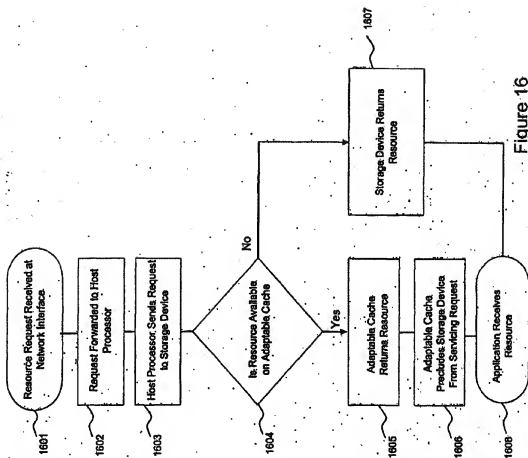 1601
Resource Request Received at
Network Interface
1602
Request Forwarded to Host
Processor
1603
Host Processor Sends Request
to Storage Device
1604
Is Resource Available
on Adaptable Cache
No
Yes
1605
Adaptable Cache
Returns Resource
1607
Storage Device Returns
Resource
1606
Adaptable Cache
Precludes Storage Device
From Servicing Request
1608
Application Receives
Resource
Figure 16